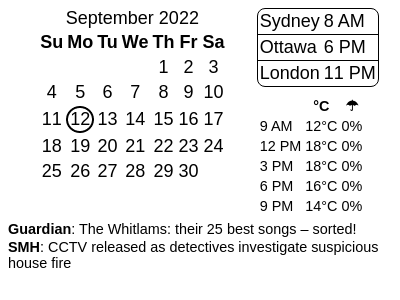 September 2022
Su Mo Tu We Th Fr Sa
1 2 3
4 5 6 7 8 9 10
11 12 13 14 15 16 17
18 19 20 21 22 23 24
25 26 27 28 29 30
Sydney 8 AM
Ottawa 6 PM
London 11 PM
°C ☂
9 AM 12°C 0%
12 PM 18°C 0%
3 PM 18°C 0%
6 PM 16°C 0%
9 PM 14°C 0%
Guardian: The Whitlams: their 25 best songs – sorted!
SMH: CCTV released as detectives investigate suspicious
house fire